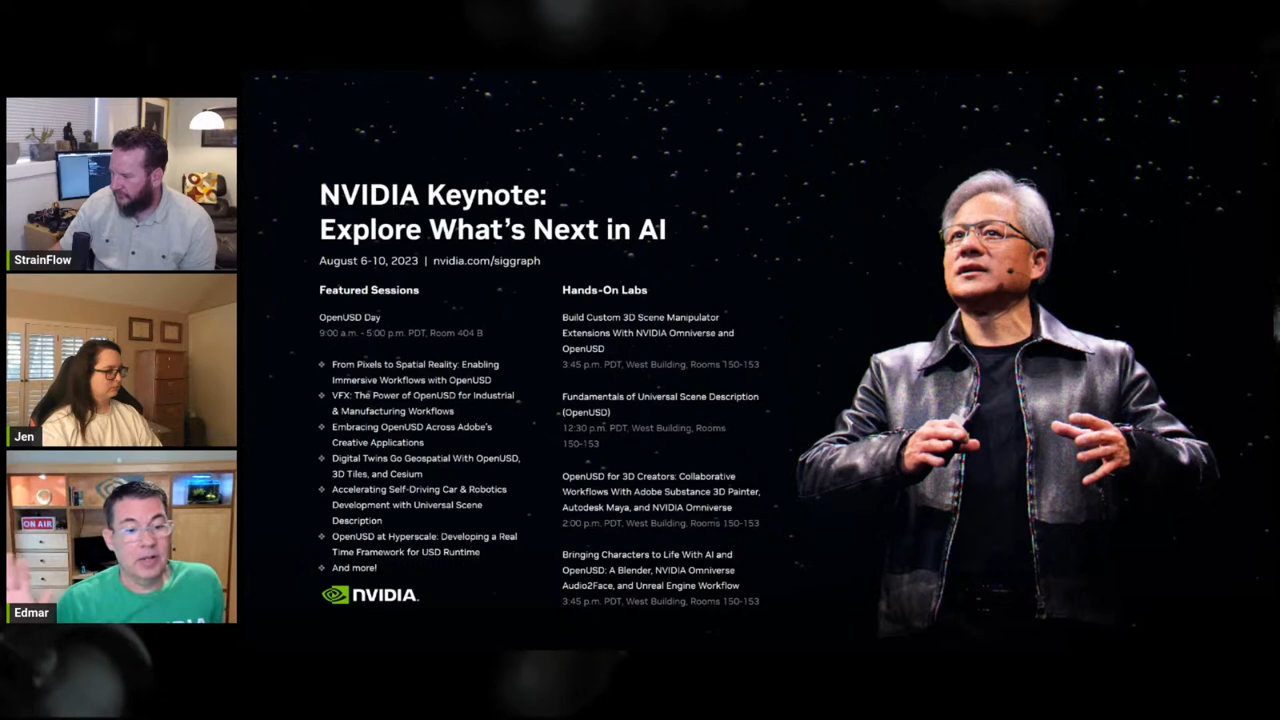 StrainFlow
Jen
ON AIR
Edmar
NVIDIA Keynote:
Explore What's Next in AI
August 6-10, 2023 | nvidia.com/siggraph
Featured Sessions
OpenUSD Day
9:00 a.m. - 5:00 p.m. PDT, Room 404 B
❖ From Pixels to Spatial Reality: Enabling
Immersive Workflows with OpenUSD
❖ VFX: The Power of OpenUSD for Industrial
& Manufacturing Workflows
❖ Embracing OpenUSD Across Adobe's
Creative Applications
❖ Digital Twins Go Geospatial With OpenUSD,
3D Tiles, and Cesium
❖ Accelerating Self-Driving Car & Robotics
Development with Universal Scene
Description
❖ OpenUSD at Hyperscale: Developing a Real
Time Framework for USD Runtime
❖ And more!
NVIDIA.
Hands-On Labs
Build Custom 3D Scene Manipulator
Extensions With NVIDIA Omniverse and
OpenUSD
3:45 p.m. PDT, West Building, Rooms 150-153
Fundamentals of Universal Scene Description
(OpenUSD)
12:30 p.m. PDT, West Building, Rooms
150-153
OpenUSD for 3D Creators: Collaborative
Workflows With Adobe Substance 3D Painter,
Autodesk Maya, and NVIDIA Omniverse
2:00 p.m. PDT, West Building, Rooms 150-153
Bringing Characters to Life With AI and
OpenUSD: A Blender, NVIDIA Omniverse
Audio2Face, and Unreal Engine Workflow
3:45 p.m. PDT, West Building, Rooms 150-153